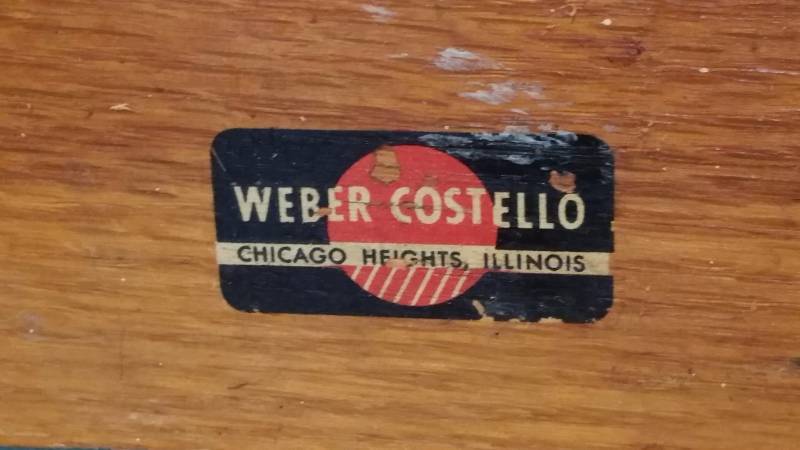 WEBER COSTELLO
CHICAGO HEIGHTS, ILLINOIS